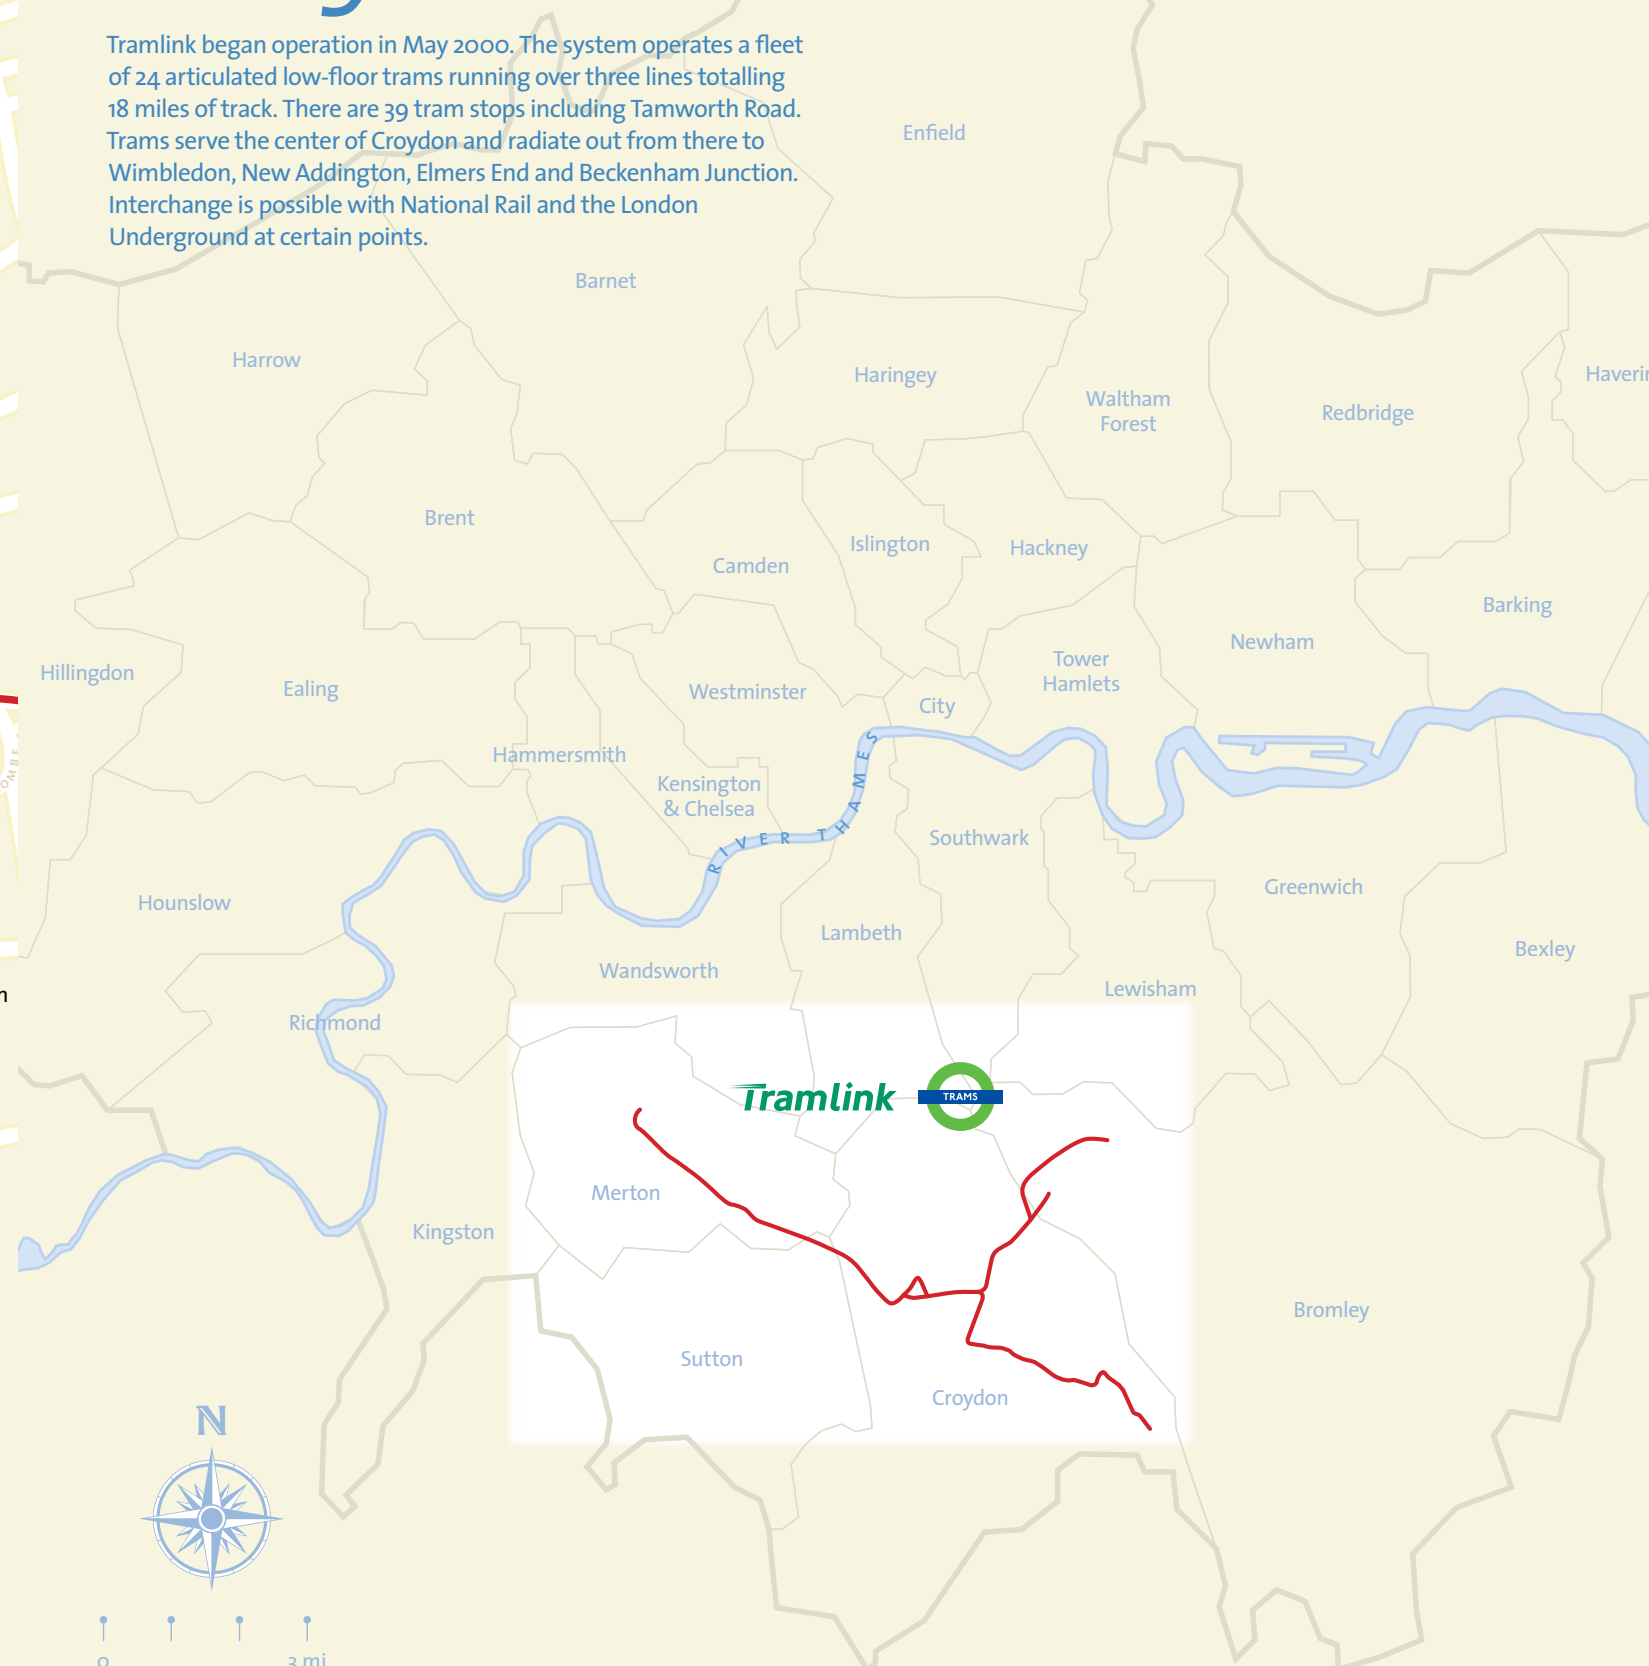 Tramlink began operation in May 2000. The system operates a fleet
of 24 articulated low-floor trams running over three lines totalling
18 miles of track. There are 39 tram stops including Tamworth Road.
Trams serve the center of Croydon and radiate out from there to
Wimbledon, New Addington, Elmers End and Beckenham Junction.
Interchange is possible with National Rail and the London
Underground at certain points.
Enfield
Barnet
Harrow
Haringey
Waltham
Forest
Redbridge
Haverin
Brent
Camden
Islington
Hackney
Barking
Newham
Hillingdon
Ealing
Westminster
City
Tower
Hamlets
Hammersmith
Kensington
& Chelsea
RIVER THAMES
Southwark
Greenwich
Hounslow
Lambeth
Bexley
Wandsworth
Lewisham
Richmond
Tramlink
TRAMS
Merton
Kingston
Bromley
Sutton
Croydon
N
0
3 mi